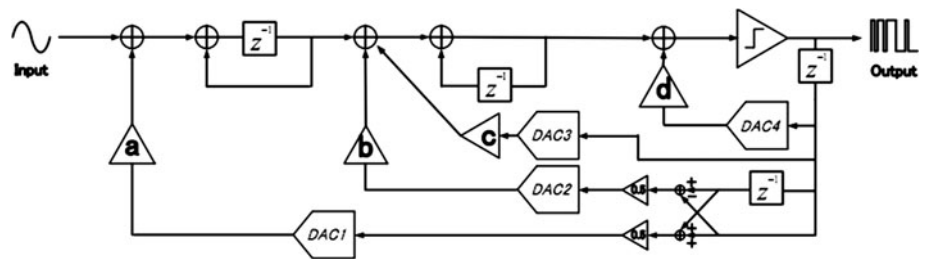 Input
z⁻¹
z⁻¹
z⁻¹
Output
a
b
c
d
DAC3
DAC4
DAC2
0.5
+
−
z⁻¹
DAC1
0.5
+
+